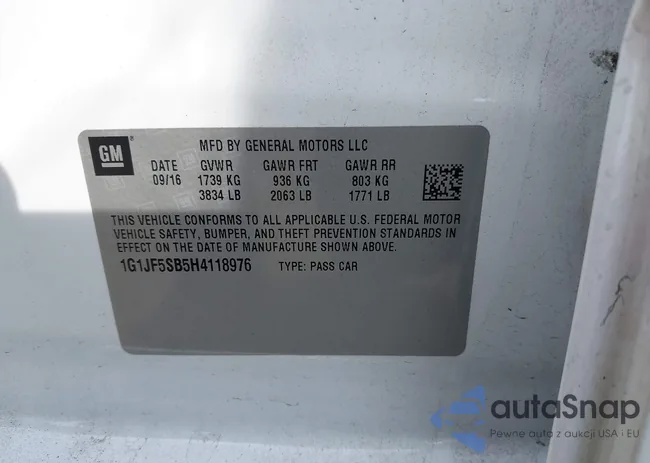 GM
MFD BY GENERAL MOTORS LLC
DATE GVWR GAWR FRT GAWR RR
09/16 1739 KG 936 KG 803 KG
3834 LB 2063 LB 1771 LB
THIS VEHICLE CONFORMS TO ALL APPLICABLE U.S. FEDERAL MOTOR
VEHICLE SAFETY, BUMPER, AND THEFT PREVENTION STANDARDS IN
EFFECT ON THE DATE OF MANUFACTURE SHOWN ABOVE.
1G1JF5SB5H4118976 TYPE: PASS CAR
autaSnap
Pewne auta z aukcji USA i EU